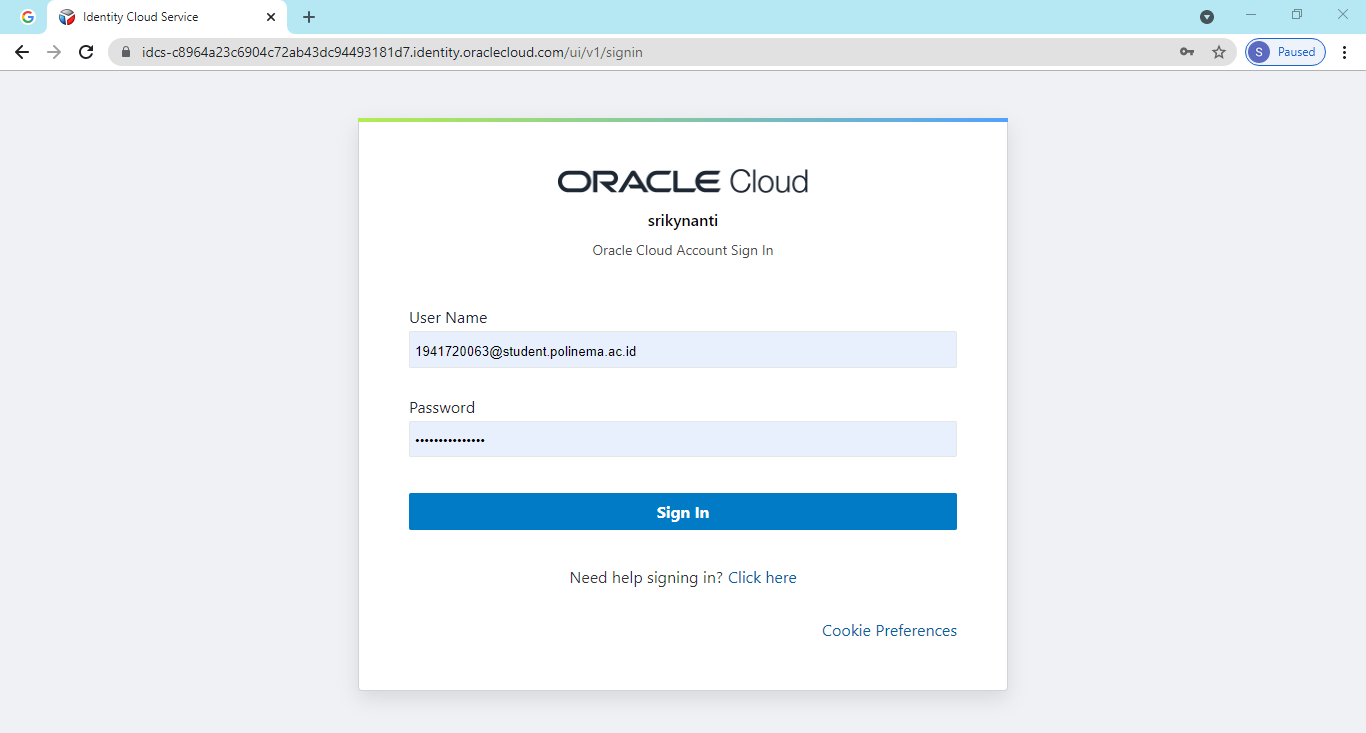 Identity Cloud Service
idcs-c8964a23c6904c72ab43dc94493181d7.identity.oraclecloud.com/ui/v1/signin
S Paused
ORACLE Cloud
srikynanti
Oracle Cloud Account Sign In
User Name
1941720063@student.polinema.ac.id
Password
••••••••••••••
Sign In
Need help signing in? Click here
Cookie Preferences